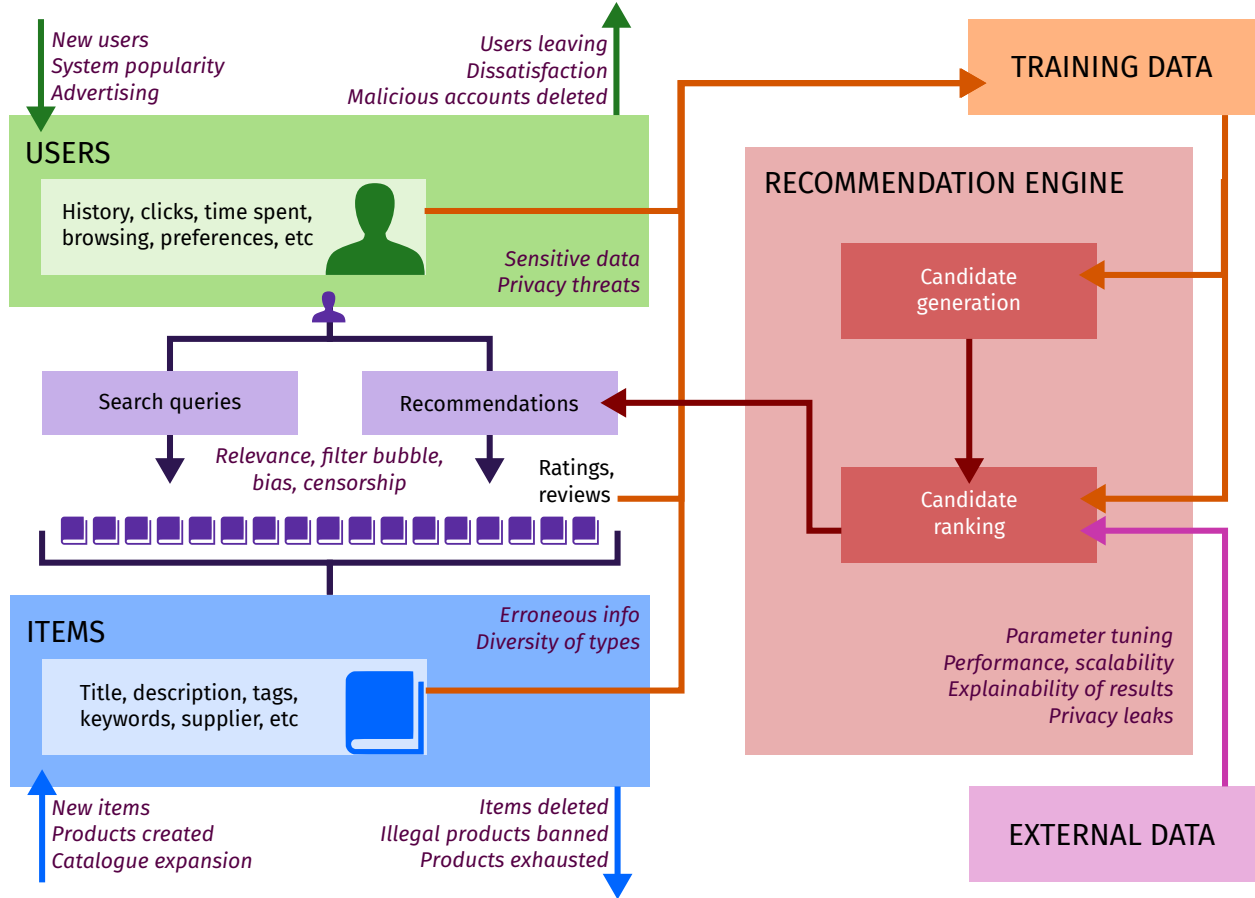 New users
System popularity
Advertising
Users leaving
Dissatisfaction
Malicious accounts deleted
TRAINING DATA
USERS
History, clicks, time spent,
browsing, preferences, etc
Sensitive data
Privacy threats
RECOMMENDATION ENGINE
Candidate
generation
Search queries
Recommendations
Relevance, filter bubble,
bias, censorship
Ratings,
reviews
Candidate
ranking
ITEMS
Erroneous info
Diversity of types
Title, description, tags,
keywords, supplier, etc
Parameter tuning
Performance, scalability
Explainability of results
Privacy leaks
New items
Products created
Catalogue expansion
Items deleted
Illegal products banned
Products exhausted
EXTERNAL DATA